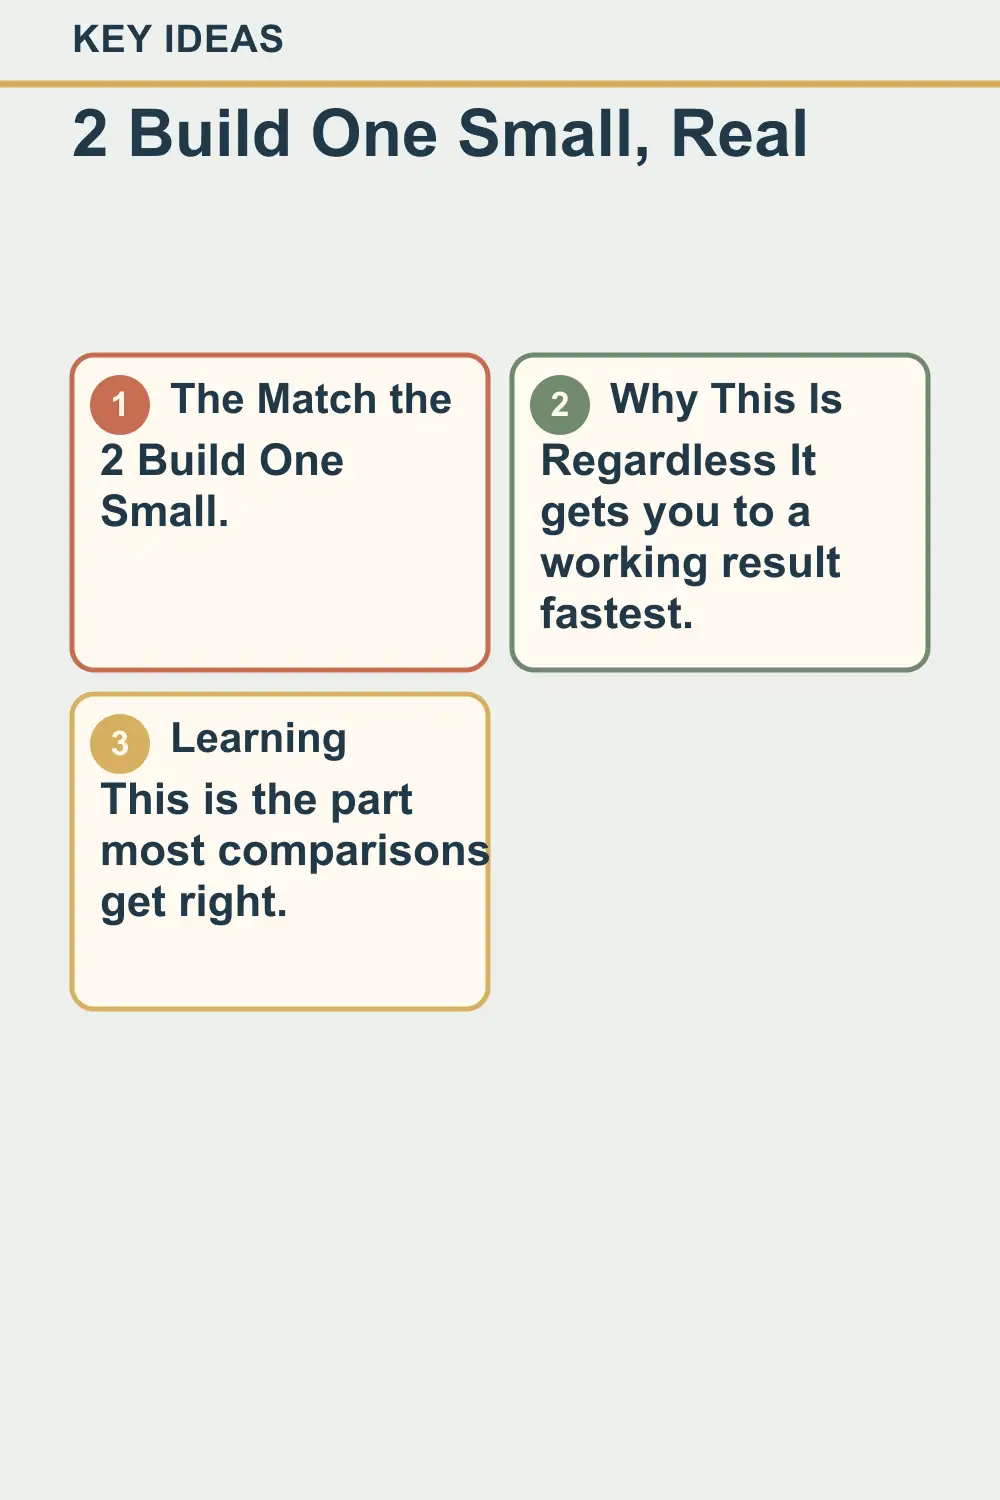 KEY IDEAS
2 Build One Small, Real
1 The Match the
2 Build One
Small.
2 Why This Is
Regardless It
gets you to a
working result
fastest.
3 Learning
This is the part
most comparisons
get right.